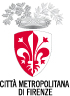 CITTÀ METROPOLITANA
DI FIRENZE